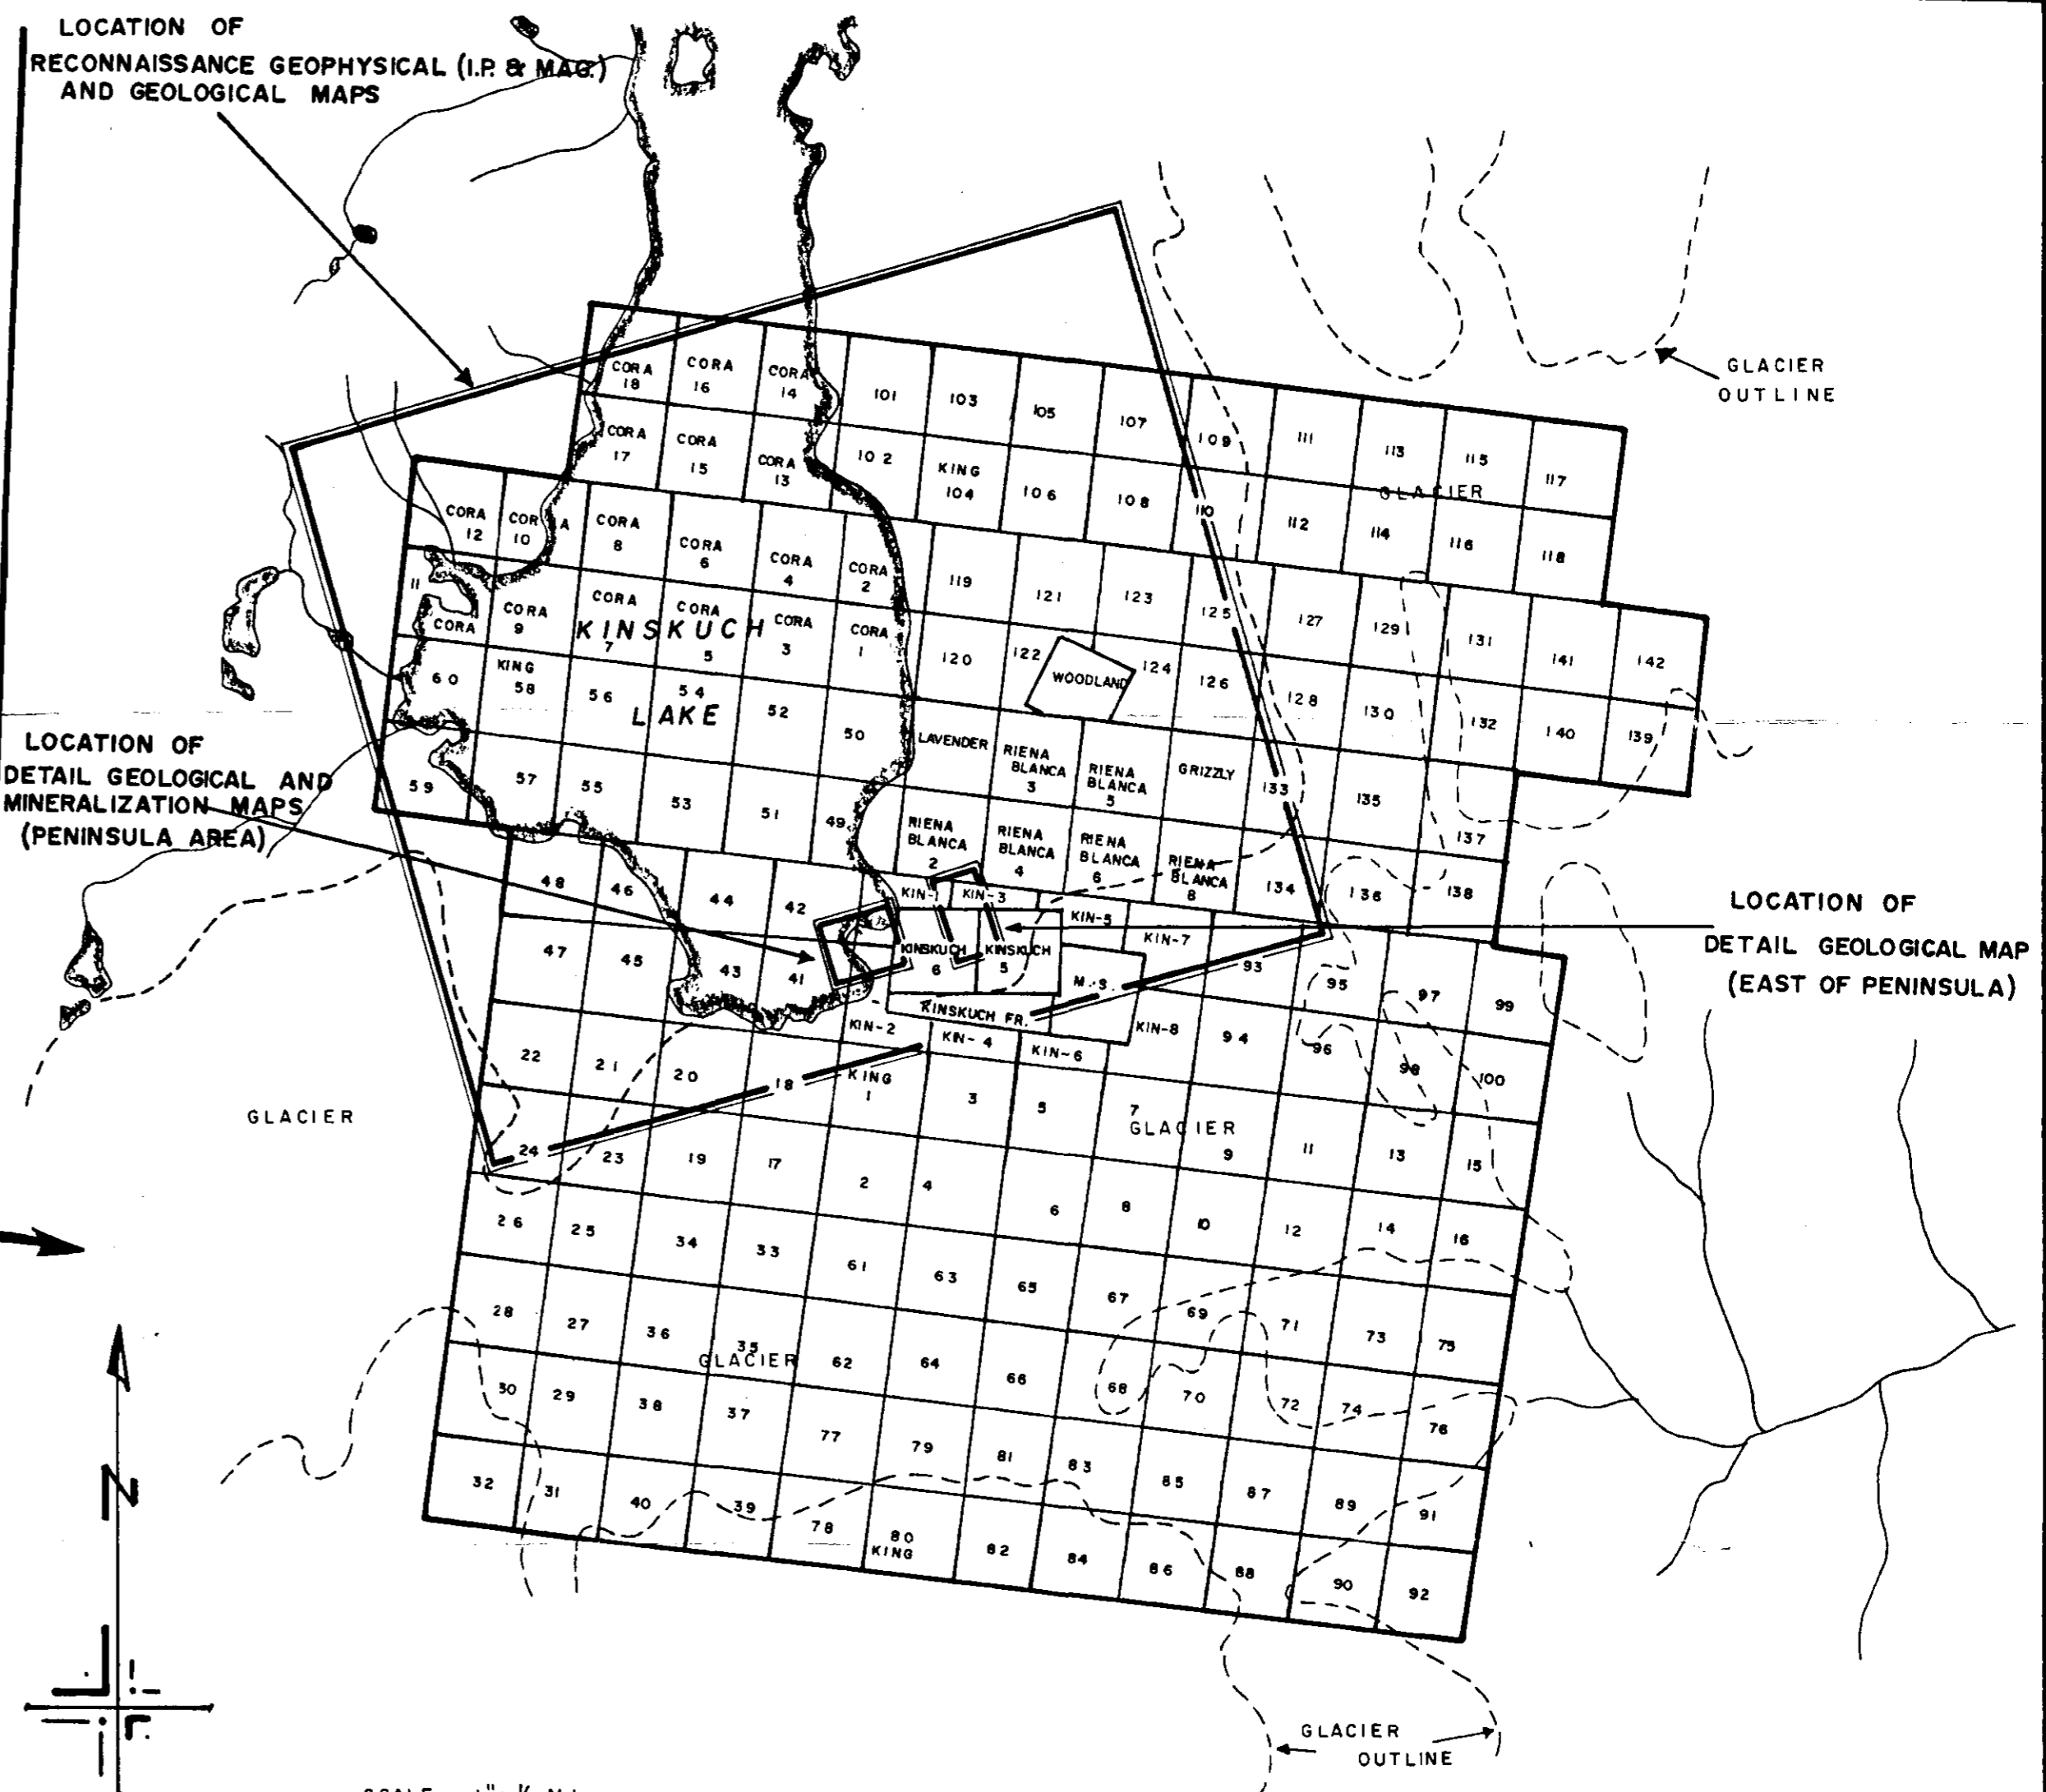 LOCATION OF
RECONNAISSANCE GEOPHYSICAL (I.P. & MAG.)
AND GEOLOGICAL MAPS
GLACIER
OUTLINE
CORA 18 CORA 16 CORA 14 101 103 105 107 109 111 113 115 117
CORA 17 CORA 15 CORA 13 102 KING 104 106 108 110 112 114 116 118
GLACIER
CORA 12 CORA 10 CORA 8 CORA 6 CORA 4 CORA 2 119 121 123 125 127 129 131 141 142
11 CORA CORA 9 CORA 7 CORA 5 CORA 3 CORA 1 120 122 WOODLAND 124 126 128 130 132 140 139
KINSKUCH
LAKE
60 KING 58 56 54 52 50 LAVENDER RIENA BLANCA 3 RIENA BLANCA 5 GRIZZLY 133 135 137
LOCATION OF
DETAIL GEOLOGICAL AND
MINERALIZATION MAPS
(PENINSULA AREA)
59 57 55 53 51 49 RIENA BLANCA 2 RIENA BLANCA 4 RIENA BLANCA 6 RIENA BLANCA 8 134 136 138
48 46 44 42 KIN-1 KIN-3 KIN-5 KIN-7 93 95 97 99
LOCATION OF
DETAIL GEOLOGICAL MAP
(EAST OF PENINSULA)
47 45 43 41 KINSKUCH 6 KINSKUCH 5 M.S.
KINSKUCH FR.
KIN-2 KIN-4 KIN-6 KIN-8 94 96 98 100
22 21 20 18 KING 1 3 5 7 9 11 13 15
GLACIER
GLACIER
24 23 19 17 2 4 6 8 10 12 14 16
26 25 34 33 61 63 65 67 69 71 73 75
28 27 36 35 62 64 66 68 70 72 74 76
GLACIER
30 29 38 37 77 79 81 83 85 87 89 91
32 31 40 39 78 80 KING 82 84 86 88 90 92
N
GLACIER
OUTLINE